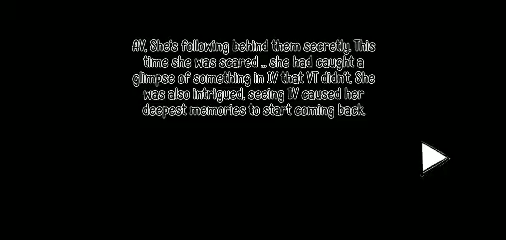 AV, She's following behind them secretly. This
time she was scared .. she had caught a
glimpse of something in IV that VT didn't. She
was also intrigued, seeing IV caused her
deepest memories to start coming back.